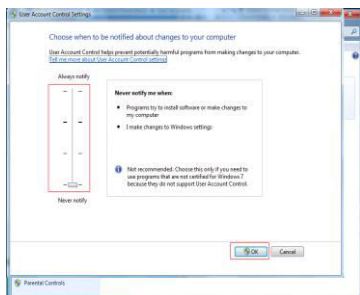 User Account Control Settings
Choose when to be notified about changes to your computer
User Account Control helps prevent potentially harmful programs from making changes to your computer.
Tell me more about User Account Control settings
Always notify
Never notify me when:
Programs try to install software or make changes to
my computer
I make changes to Windows settings
Not recommended. Choose this only if you need to
use programs that are not certified for Windows 7
because they do not support User Account Control.
Never notify
OK
Cancel
Parental Controls